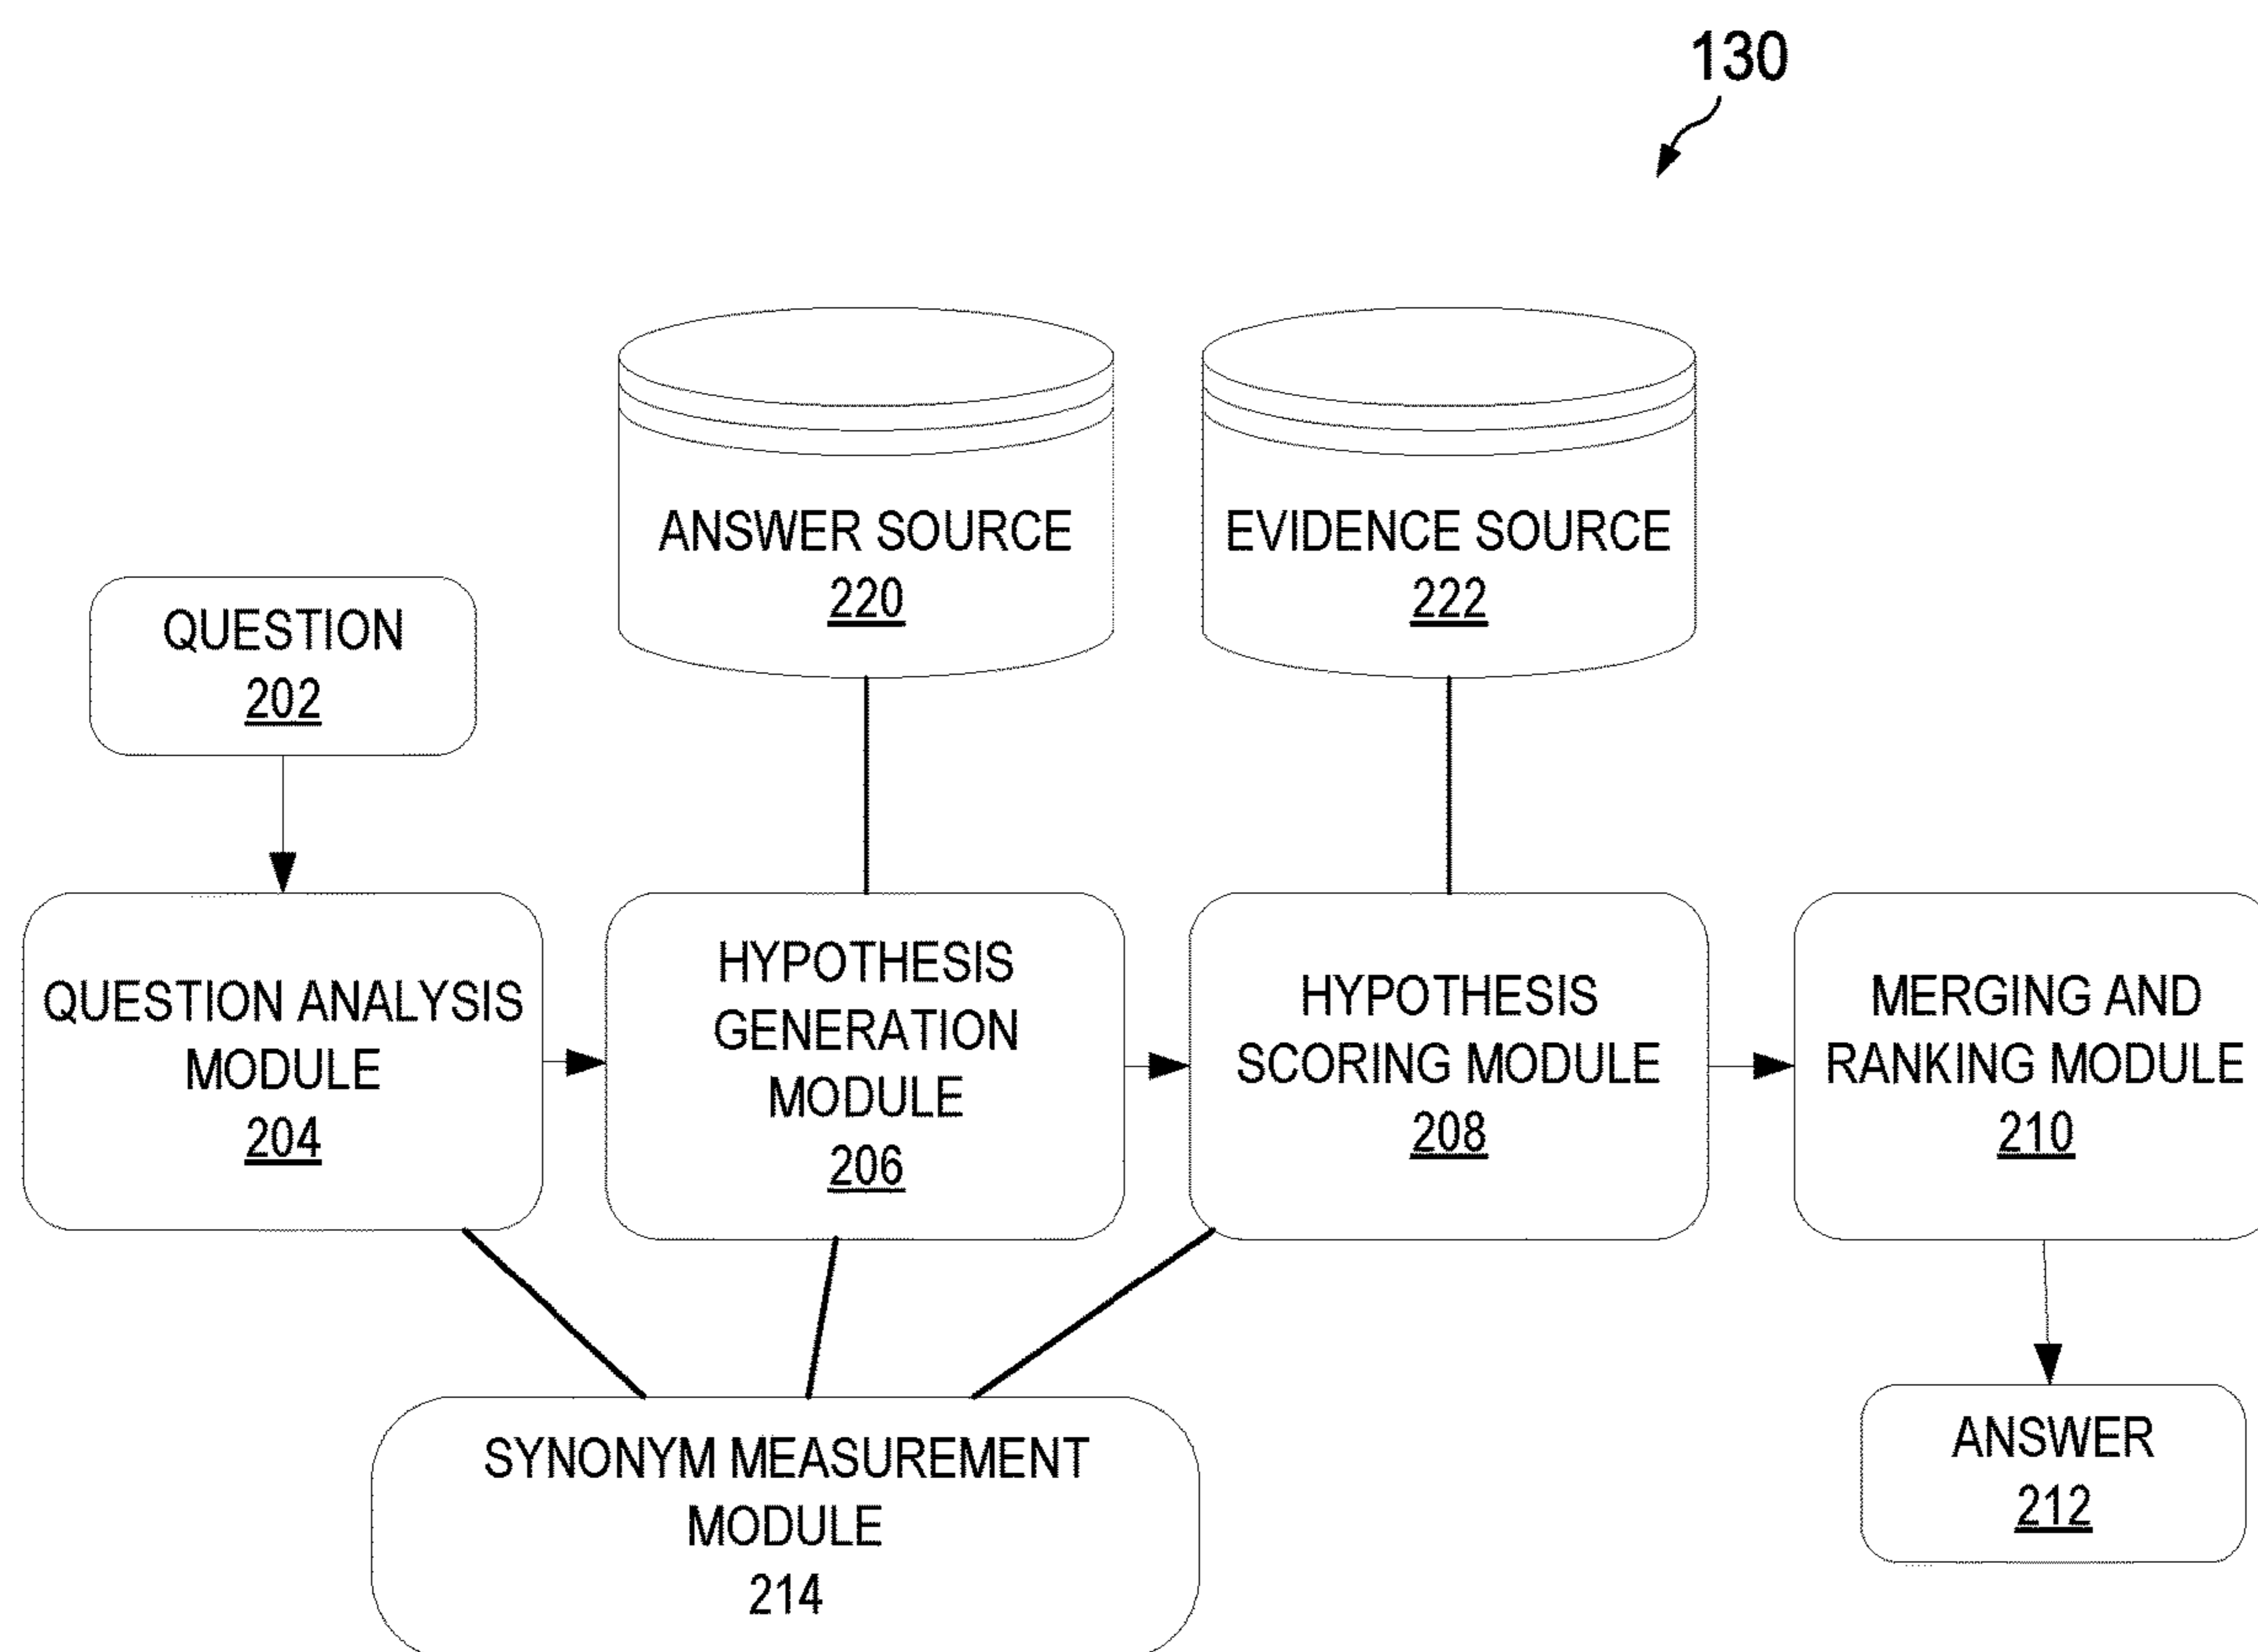 130
ANSWER SOURCE
220
EVIDENCE SOURCE
222
QUESTION
202
QUESTION ANALYSIS
MODULE
204
HYPOTHESIS
GENERATION
MODULE
206
HYPOTHESIS
SCORING MODULE
208
MERGING AND
RANKING MODULE
210
SYNONYM MEASUREMENT
MODULE
214
ANSWER
212